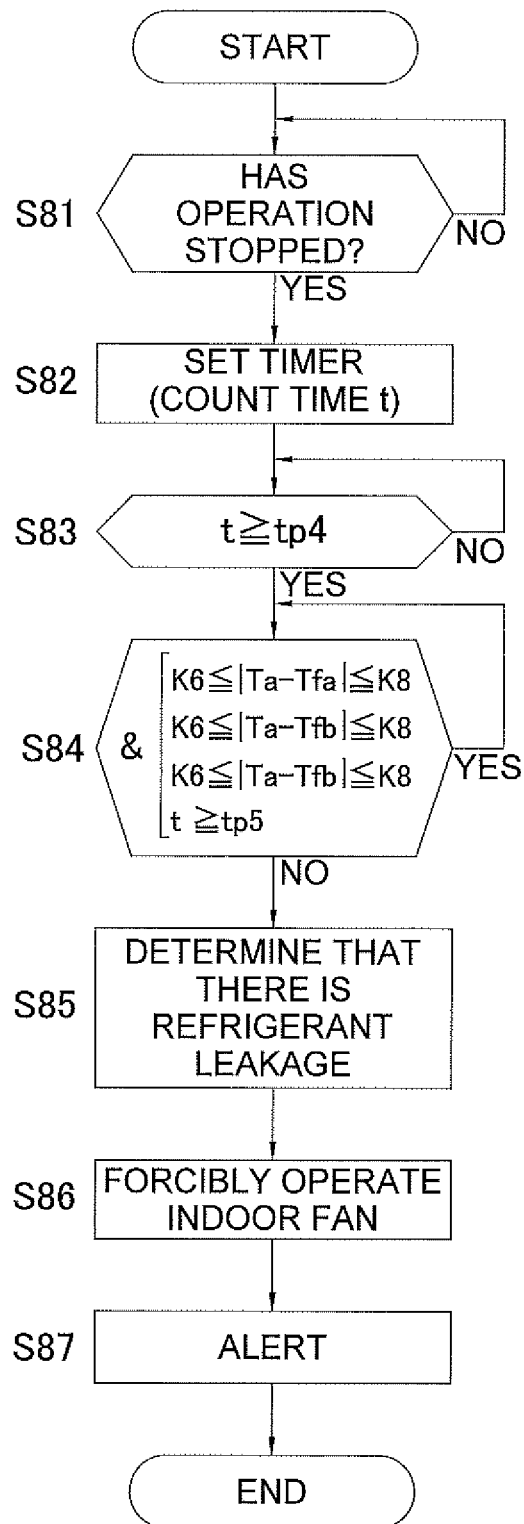 START
S81
HAS
OPERATION
STOPPED?
NO
YES
S82
SET TIMER
(COUNT TIME t)
S83
t≧tp4
NO
YES
S84
&
K6≦|Ta-Tfa|≦K8
K6≦|Ta-Tfb|≦K8
K6≦|Ta-Tfb|≦K8
t ≧tp5
YES
NO
S85
DETERMINE THAT
THERE IS
REFRIGERANT
LEAKAGE
S86
FORCIBLY OPERATE
INDOOR FAN
S87
ALERT
END